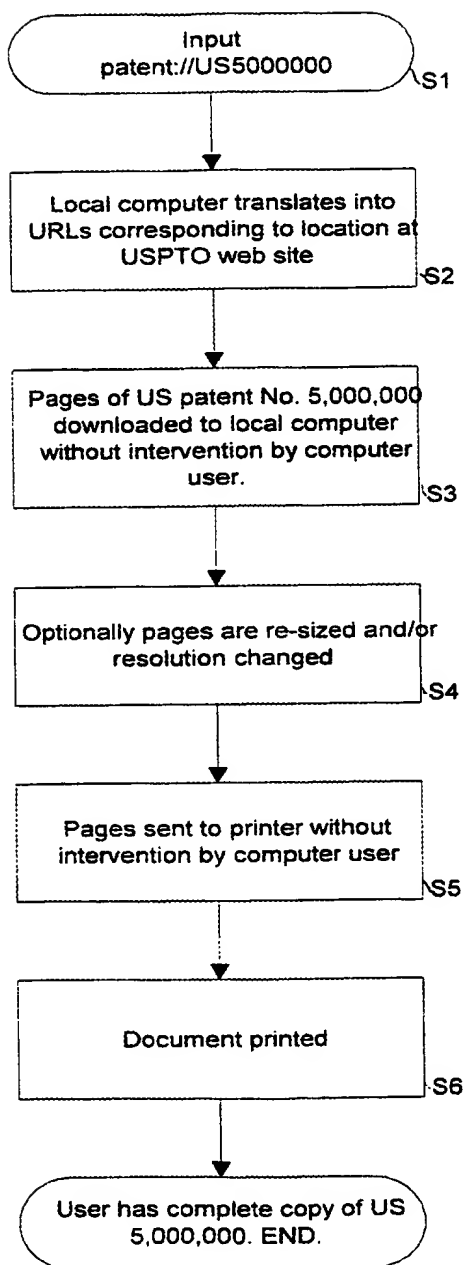 Input
patent://US5000000
S1
Local computer translates into
URLs corresponding to location at
USPTO web site
S2
Pages of US patent No. 5,000,000
downloaded to local computer
without intervention by computer
user.
S3
Optionally pages are re-sized and/or
resolution changed
S4
Pages sent to printer without
intervention by computer user
S5
Document printed
S6
User has complete copy of US
5,000,000. END.